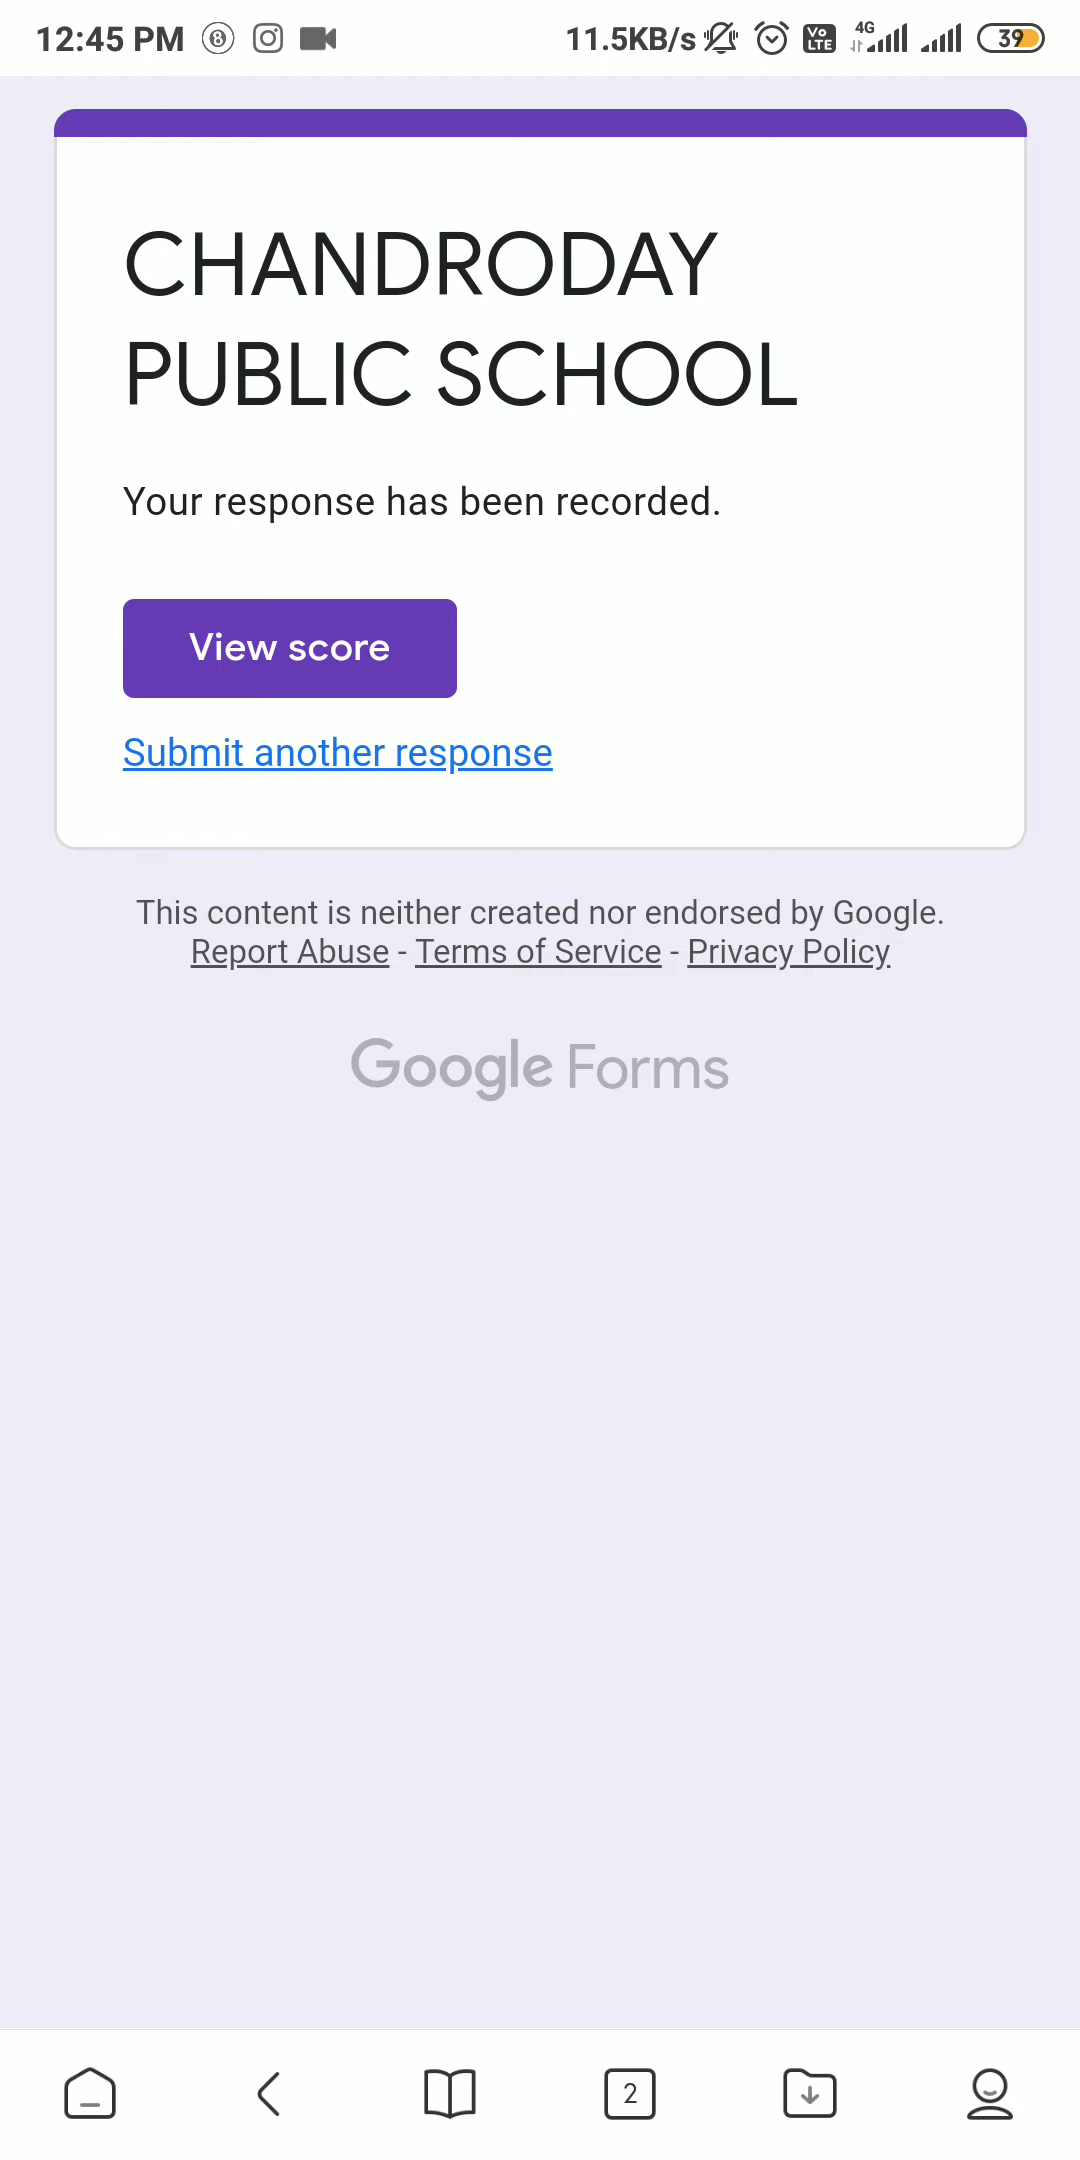 12:45 PM 11.5KB/s Vo LTE 4G 39
CHANDRODAY
PUBLIC SCHOOL
Your response has been recorded.
View score
Submit another response
This content is neither created nor endorsed by Google.
Report Abuse - Terms of Service - Privacy Policy
Google Forms
2